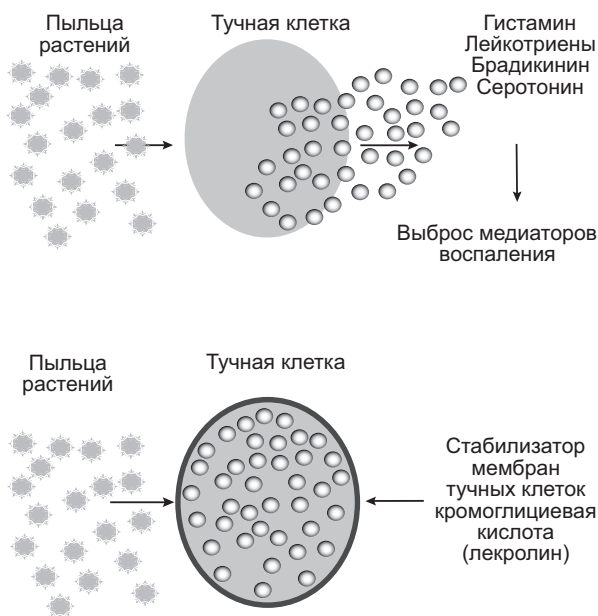 Пыльца
растений
Тучная клетка
Гистамин
Лейкотриены
Брадикинин
Серотонин
Выброс медиаторов
воспаления
Пыльца
растений
Тучная клетка
Стабилизатор
мембран
тучных клеток
кромоглициевая
кислота
(лекролин)